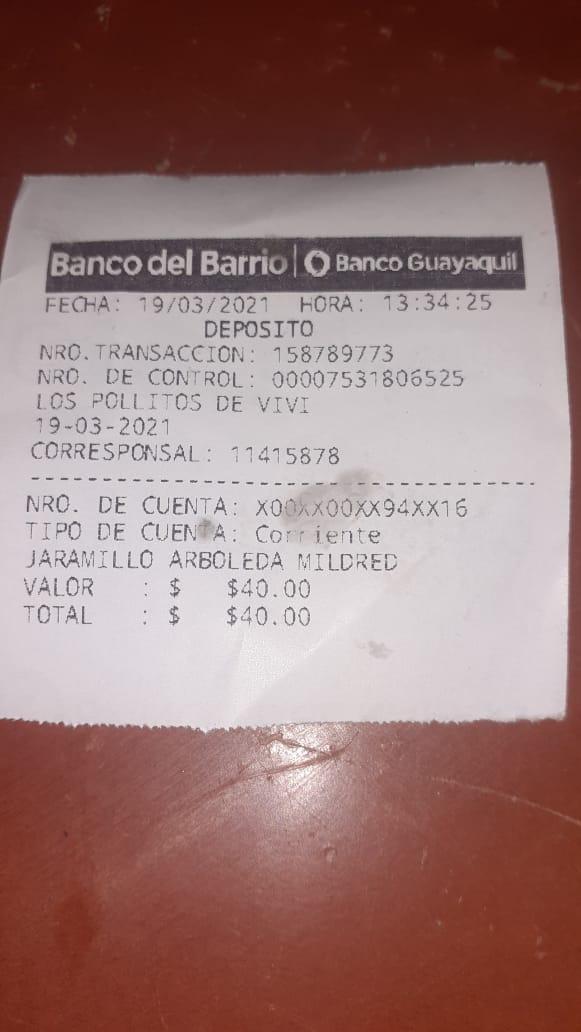 Banco del Barrio | Banco Guayaquil
FECHA: 19/03/2021 HORA: 13:34:25
DEPOSITO
NRO.TRANSACCION: 158789773
NRO. DE CONTROL: 00007531806525
LOS POLLITOS DE VIVI
19-03-2021
CORRESPONSAL: 11415878
------------------------------------
NRO. DE CUENTA: X00XX00XX94XX16
TIPO DE CUENTA: Corriente
JARAMILLO ARBOLEDA MILDRED
VALOR : $ $40.00
TOTAL : $ $40.00